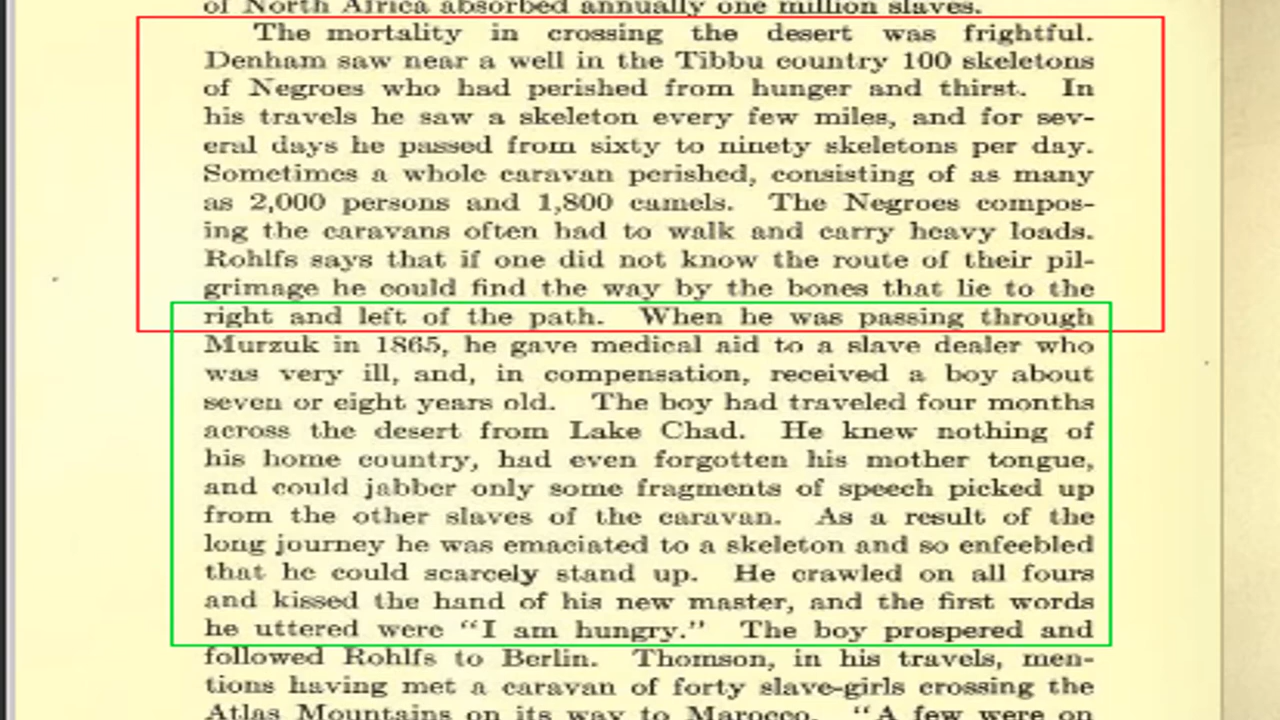 of North Africa absorbed annually one million slaves.
The mortality in crossing the desert was frightful.
Denham saw near a well in the Tibbu country 100 skeletons
of Negroes who had perished from hunger and thirst. In
his travels he saw a skeleton every few miles, and for sev-
eral days he passed from sixty to ninety skeletons per day.
Sometimes a whole caravan perished, consisting of as many
as 2,000 persons and 1,800 camels. The Negroes compos-
ing the caravans often had to walk and carry heavy loads.
Rohlfs says that if one did not know the route of their pil-
grimage he could find the way by the bones that lie to the
right and left of the path. When he was passing through
Murzuk in 1865, he gave medical aid to a slave dealer who
was very ill, and, in compensation, received a boy about
seven or eight years old. The boy had traveled four months
across the desert from Lake Chad. He knew nothing of
his home country, had even forgotten his mother tongue,
and could jabber only some fragments of speech picked up
from the other slaves of the caravan. As a result of the
long journey he was emaciated to a skeleton and so enfeebled
that he could scarcely stand up. He crawled on all fours
and kissed the hand of his new master, and the first words
he uttered were “I am hungry.” The boy prospered and
followed Rohlfs to Berlin. Thomson, in his travels, men-
tions having met a caravan of forty slave-girls crossing the
Atlas Mountains on its way to Marocco. “A few were on